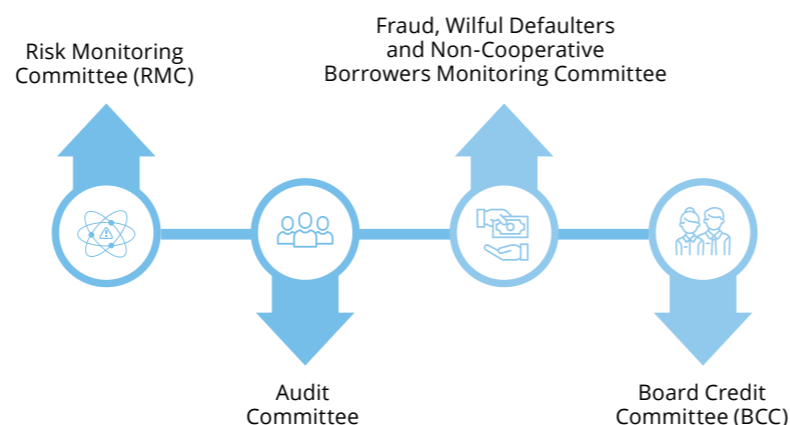 Risk Monitoring
Committee (RMC)
Fraud, Wilful Defaulters
and Non-Cooperative
Borrowers Monitoring Committee
Audit
Committee
Board Credit
Committee (BCC)